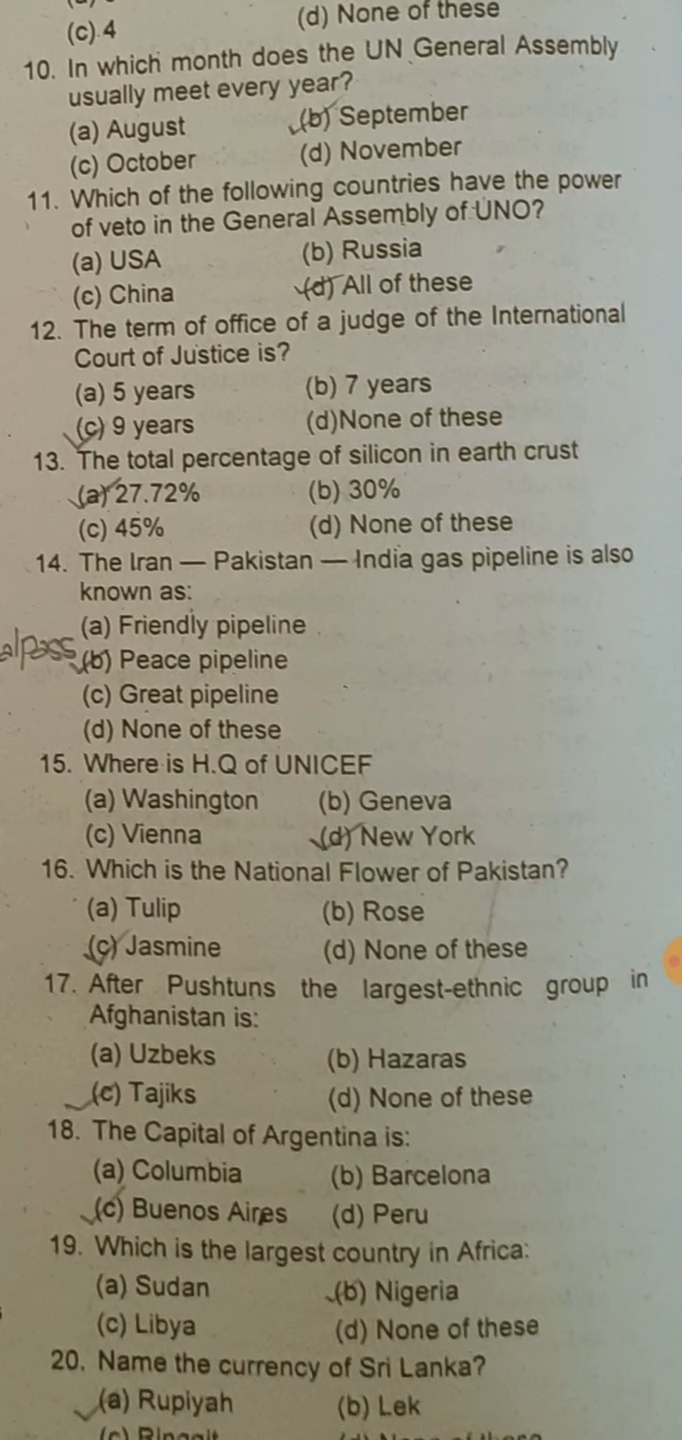 (c) 4
(d) None of these
10. In which month does the UN General Assembly
usually meet every year?
(a) August (b) September
(c) October (d) November
11. Which of the following countries have the power
of veto in the General Assembly of UNO?
(a) USA (b) Russia
(c) China (d) All of these
12. The term of office of a judge of the International
Court of Justice is?
(a) 5 years (b) 7 years
(c) 9 years (d)None of these
13. The total percentage of silicon in earth crust
(a) 27.72% (b) 30%
(c) 45% (d) None of these
14. The Iran — Pakistan — India gas pipeline is also
known as:
(a) Friendly pipeline
(b) Peace pipeline
(c) Great pipeline
(d) None of these
15. Where is H.Q of UNICEF
(a) Washington (b) Geneva
(c) Vienna (d) New York
16. Which is the National Flower of Pakistan?
(a) Tulip (b) Rose
(c) Jasmine (d) None of these
17. After Pushtuns the largest-ethnic group in
Afghanistan is:
(a) Uzbeks (b) Hazaras
(c) Tajiks (d) None of these
18. The Capital of Argentina is:
(a) Columbia (b) Barcelona
(c) Buenos Aires (d) Peru
19. Which is the largest country in Africa:
(a) Sudan (b) Nigeria
(c) Libya (d) None of these
20. Name the currency of Sri Lanka?
(a) Rupiyah (b) Lek
(c) Ringgit